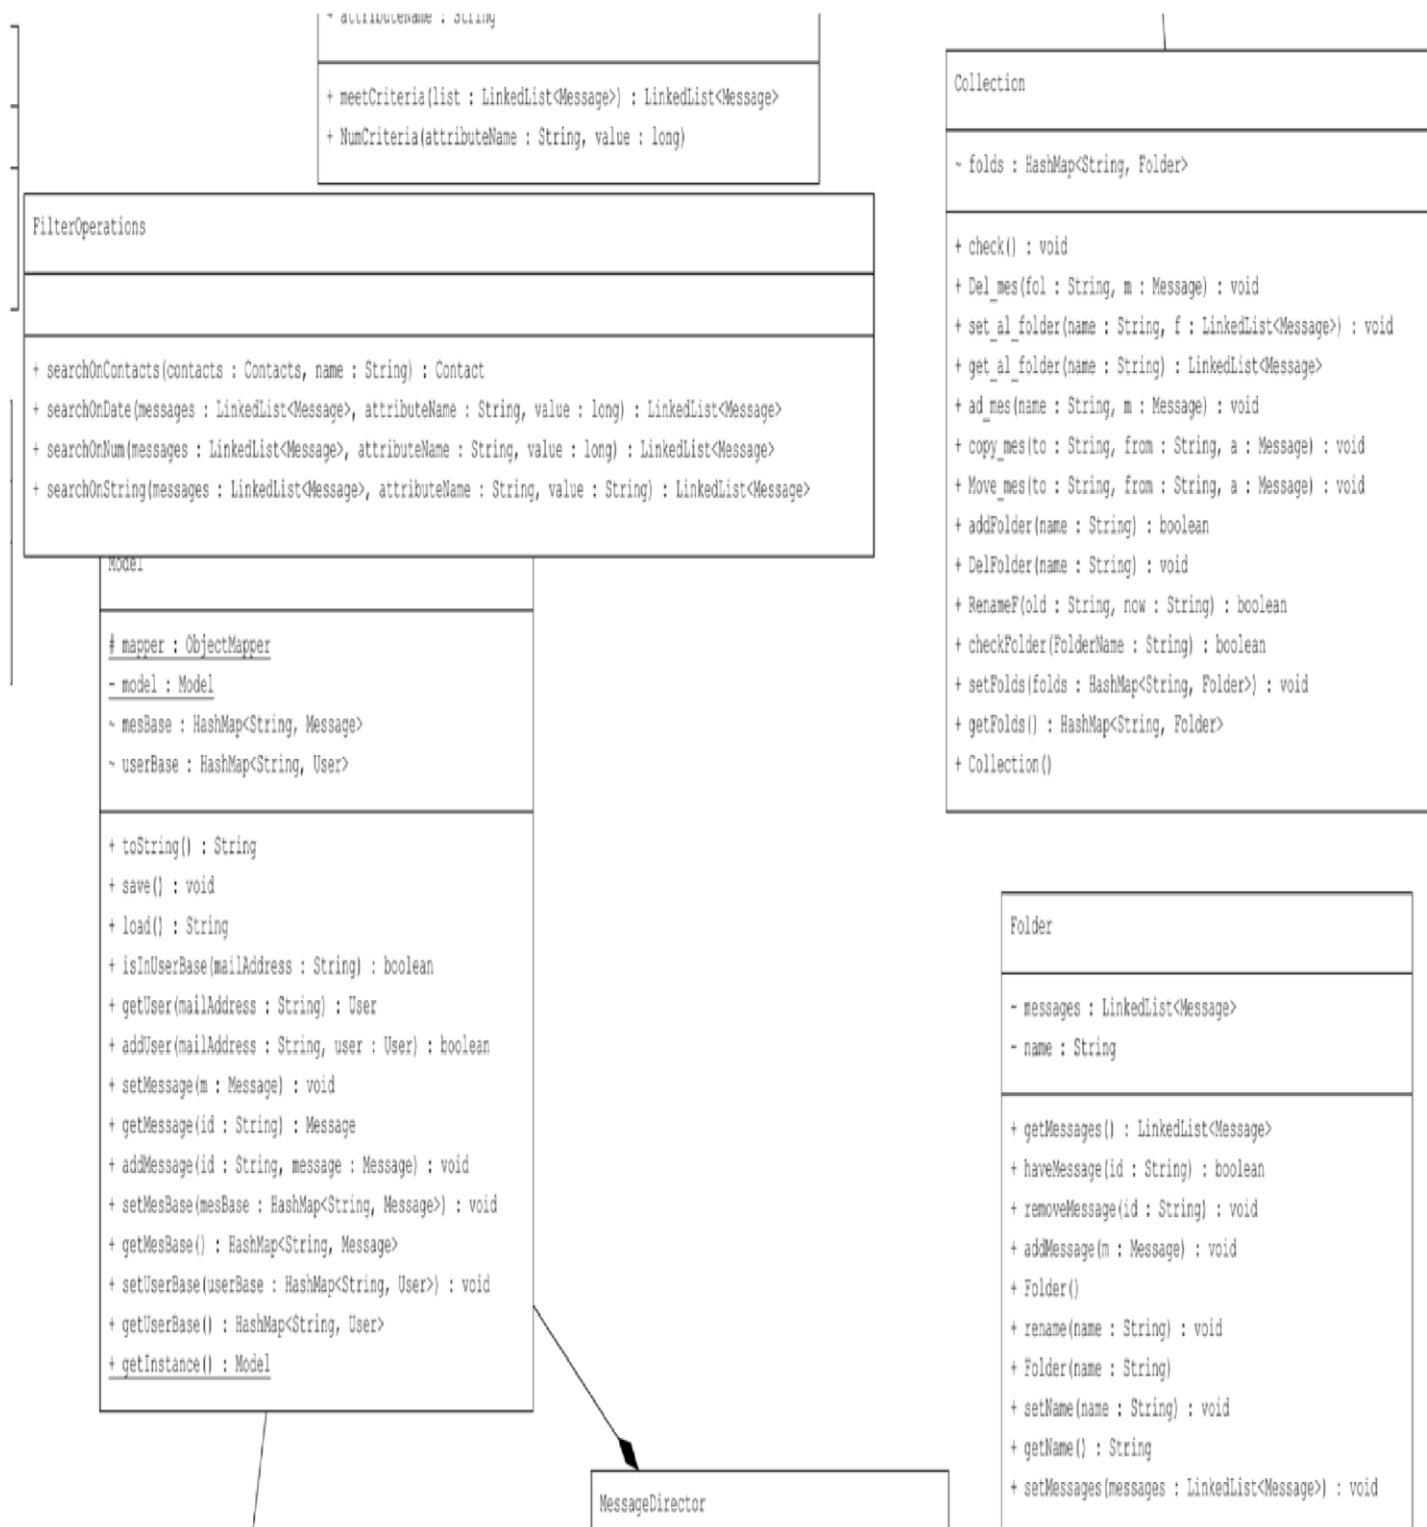 + attributeName : String
+ meetCriteria(list : LinkedList<Message>) : LinkedList<Message>
+ NumCriteria(attributeName : String, value : long)
FilterOperations
+ searchOnContacts(contacts : Contacts, name : String) : Contact
+ searchOnDate(messages : LinkedList<Message>, attributeName : String, value : long) : LinkedList<Message>
+ searchOnNum(messages : LinkedList<Message>, attributeName : String, value : long) : LinkedList<Message>
+ searchOnString(messages : LinkedList<Message>, attributeName : String, value : String) : LinkedList<Message>
Model
# mapper : ObjectMapper
- model : Model
~ mesBase : HashMap<String, Message>
~ userBase : HashMap<String, User>
+ toString() : String
+ save() : void
+ load() : String
+ isInUserBase(mailAddress : String) : boolean
+ getUser(mailAddress : String) : User
+ addUser(mailAddress : String, user : User) : boolean
+ setMessage(m : Message) : void
+ getMessage(id : String) : Message
+ addMessage(id : String, message : Message) : void
+ setMesBase(mesBase : HashMap<String, Message>) : void
+ getMesBase() : HashMap<String, Message>
+ setUserBase(userBase : HashMap<String, User>) : void
+ getUserBase() : HashMap<String, User>
+ getInstance() : Model
MessageDirector
Collection
~ folds : HashMap<String, Folder>
+ check() : void
+ Del_mes(fol : String, m : Message) : void
+ set_al_folder(name : String, f : LinkedList<Message>) : void
+ get_al_folder(name : String) : LinkedList<Message>
+ ad_mes(name : String, m : Message) : void
+ copy_mes(to : String, from : String, a : Message) : void
+ Move_mes(to : String, from : String, a : Message) : void
+ addFolder(name : String) : boolean
+ DelFolder(name : String) : void
+ RenameF(old : String, now : String) : boolean
+ checkFolder(FolderName : String) : boolean
+ setFolds(folds : HashMap<String, Folder>) : void
+ getFolds() : HashMap<String, Folder>
+ Collection()
Folder
- messages : LinkedList<Message>
- name : String
+ getMessages() : LinkedList<Message>
+ haveMessage(id : String) : boolean
+ removeMessage(id : String) : void
+ addMessage(m : Message) : void
+ Folder()
+ rename(name : String) : void
+ Folder(name : String)
+ setName(name : String) : void
+ getName() : String
+ setMessages(messages : LinkedList<Message>) : void